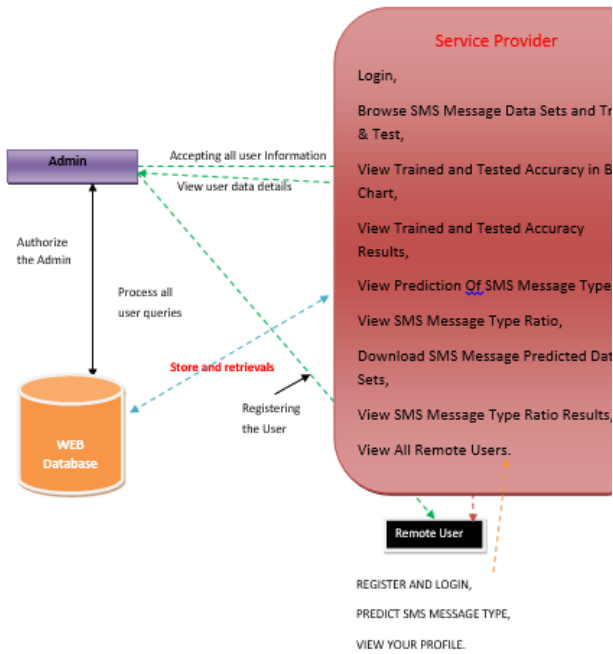 Service Provider
Login,
Browse SMS Message Data Sets and Tr
& Test,
View Trained and Tested Accuracy in B
Chart,
View Trained and Tested Accuracy
Results,
View Prediction Of SMS Message Type
View SMS Message Type Ratio,
Download SMS Message Predicted Dat
Sets,
View SMS Message Type Ratio Results,
View All Remote Users.
Admin
Accepting all user Information
View user data details
Authorize
the Admin
Process all
user queries
Store and retrievals
Registering
the User
WEB
Database
Remote User
REGISTER AND LOGIN,
PREDICT SMS MESSAGE TYPE,
VIEW YOUR PROFILE.